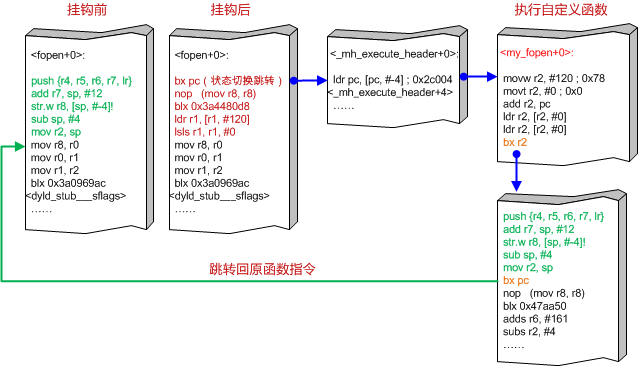 挂钩前
<fopen+0>:
push {r4, r5, r6, r7, lr}
add r7, sp, #12
str.w r8, [sp, #-4]!
sub sp, #4
mov r2, sp
mov r8, r0
mov r0, r1
mov r1, r2
blx 0x3a0969ac
<dyld_stub___sflags>
……
挂钩后
<fopen+0>:
bx pc ( 状态切换跳转 )
nop (mov r8, r8)
blx 0x3a4480d8
ldr r1, [r1, #120]
lsls r1, r1, #0
mov r8, r0
mov r0, r1
mov r1, r2
blx 0x3a0969ac
<dyld_stub___sflags>
……
<_mh_execute_header+0>:
ldr pc, [pc, #-4] ; 0x2c004
<_mh_execute_header+4>
……
执行自定义函数
<my_fopen+0>:
movw r2, #120 ; 0x78
movt r2, #0 ; 0x0
add r2, pc
ldr r2, [r2, #0]
ldr r2, [r2, #0]
bx r2
push {r4, r5, r6, r7, lr}
add r7, sp, #12
str.w r8, [sp, #-4]!
sub sp, #4
mov r2, sp
bx pc
nop (mov r8, r8)
blx 0x47aa50
adds r6, #161
subs r2, #4
……
跳转回原函数指令